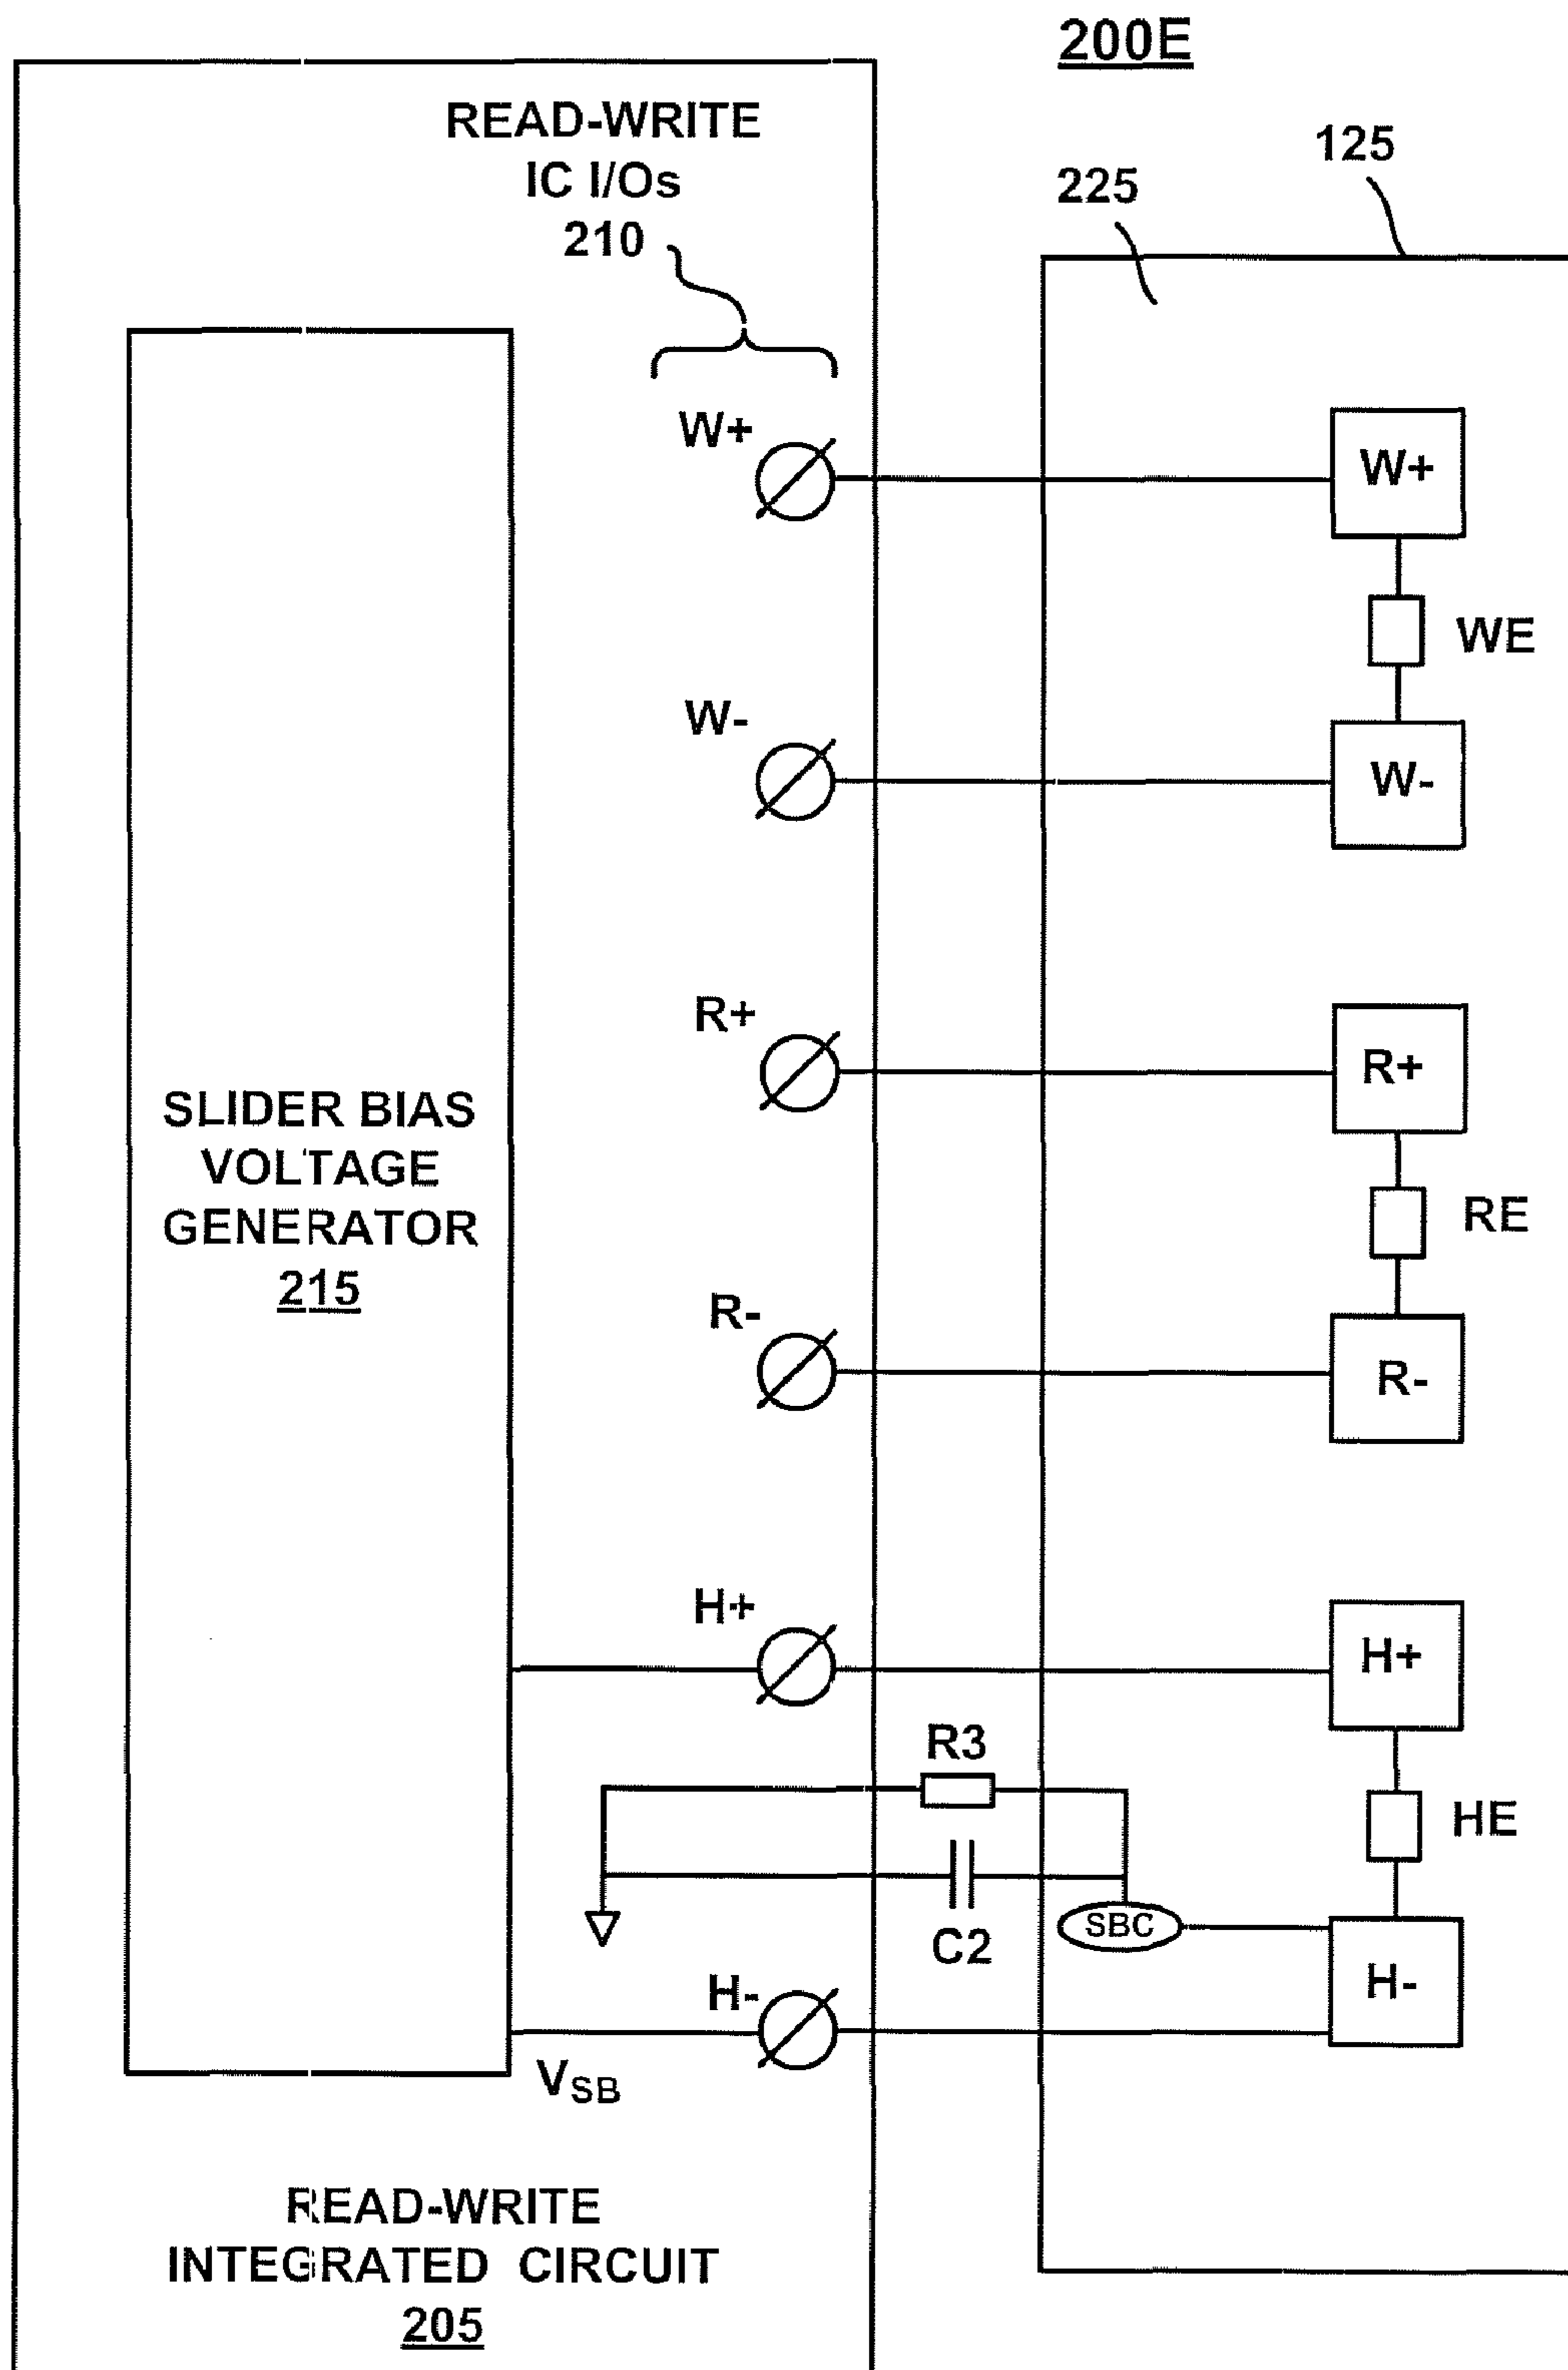 200E
READ-WRITE
IC I/Os
210
125
225
W+
W+
WE
W-
W-
R+
R+
SLIDER BIAS
VOLTAGE
GENERATOR
215
RE
R-
R-
H+
H+
R3
HE
SBC
C2
H-
H-
VSB
READ-WRITE
INTEGRATED CIRCUIT
205